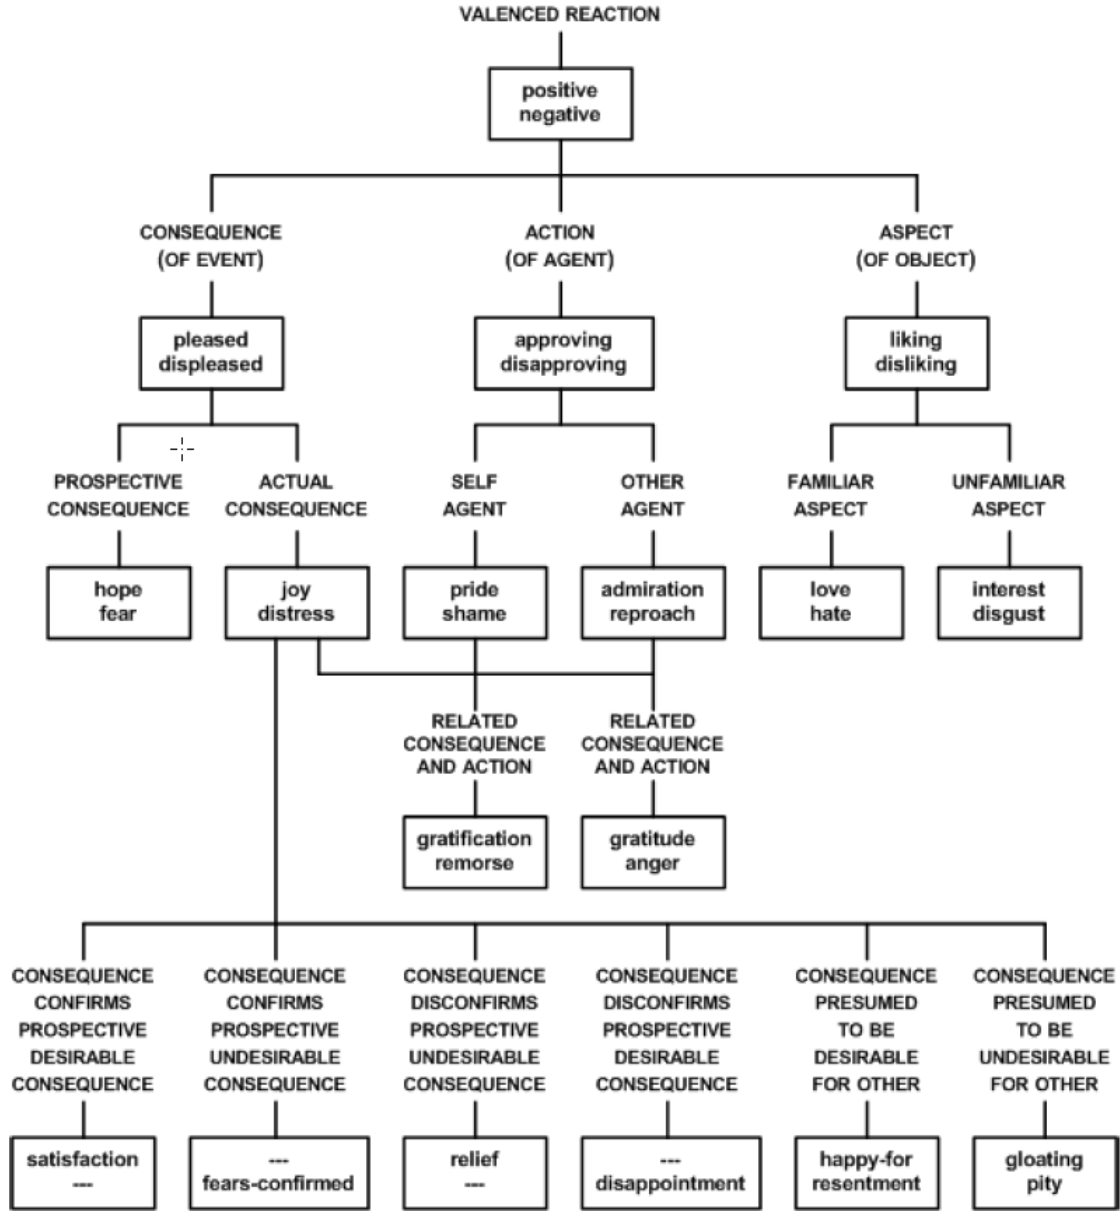 VALENCED REACTION
positive
negative
CONSEQUENCE
(OF EVENT)
ACTION
(OF AGENT)
ASPECT
(OF OBJECT)
pleased
displeased
approving
disapproving
liking
disliking
PROSPECTIVE
CONSEQUENCE
ACTUAL
CONSEQUENCE
SELF
AGENT
OTHER
AGENT
FAMILIAR
ASPECT
UNFAMILIAR
ASPECT
hope
fear
joy
distress
pride
shame
admiration
reproach
love
hate
interest
disgust
RELATED
CONSEQUENCE
AND ACTION
RELATED
CONSEQUENCE
AND ACTION
gratification
remorse
gratitude
anger
CONSEQUENCE
CONFIRMS
PROSPECTIVE
DESIRABLE
CONSEQUENCE
CONSEQUENCE
CONFIRMS
PROSPECTIVE
UNDESIRABLE
CONSEQUENCE
CONSEQUENCE
DISCONFIRMS
PROSPECTIVE
UNDESIRABLE
CONSEQUENCE
CONSEQUENCE
DISCONFIRMS
PROSPECTIVE
DESIRABLE
CONSEQUENCE
CONSEQUENCE
PRESUMED
TO BE
DESIRABLE
FOR OTHER
CONSEQUENCE
PRESUMED
TO BE
UNDESIRABLE
FOR OTHER
satisfaction
---
---
fears-confirmed
relief
---
---
disappointment
happy-for
resentment
gloating
pity